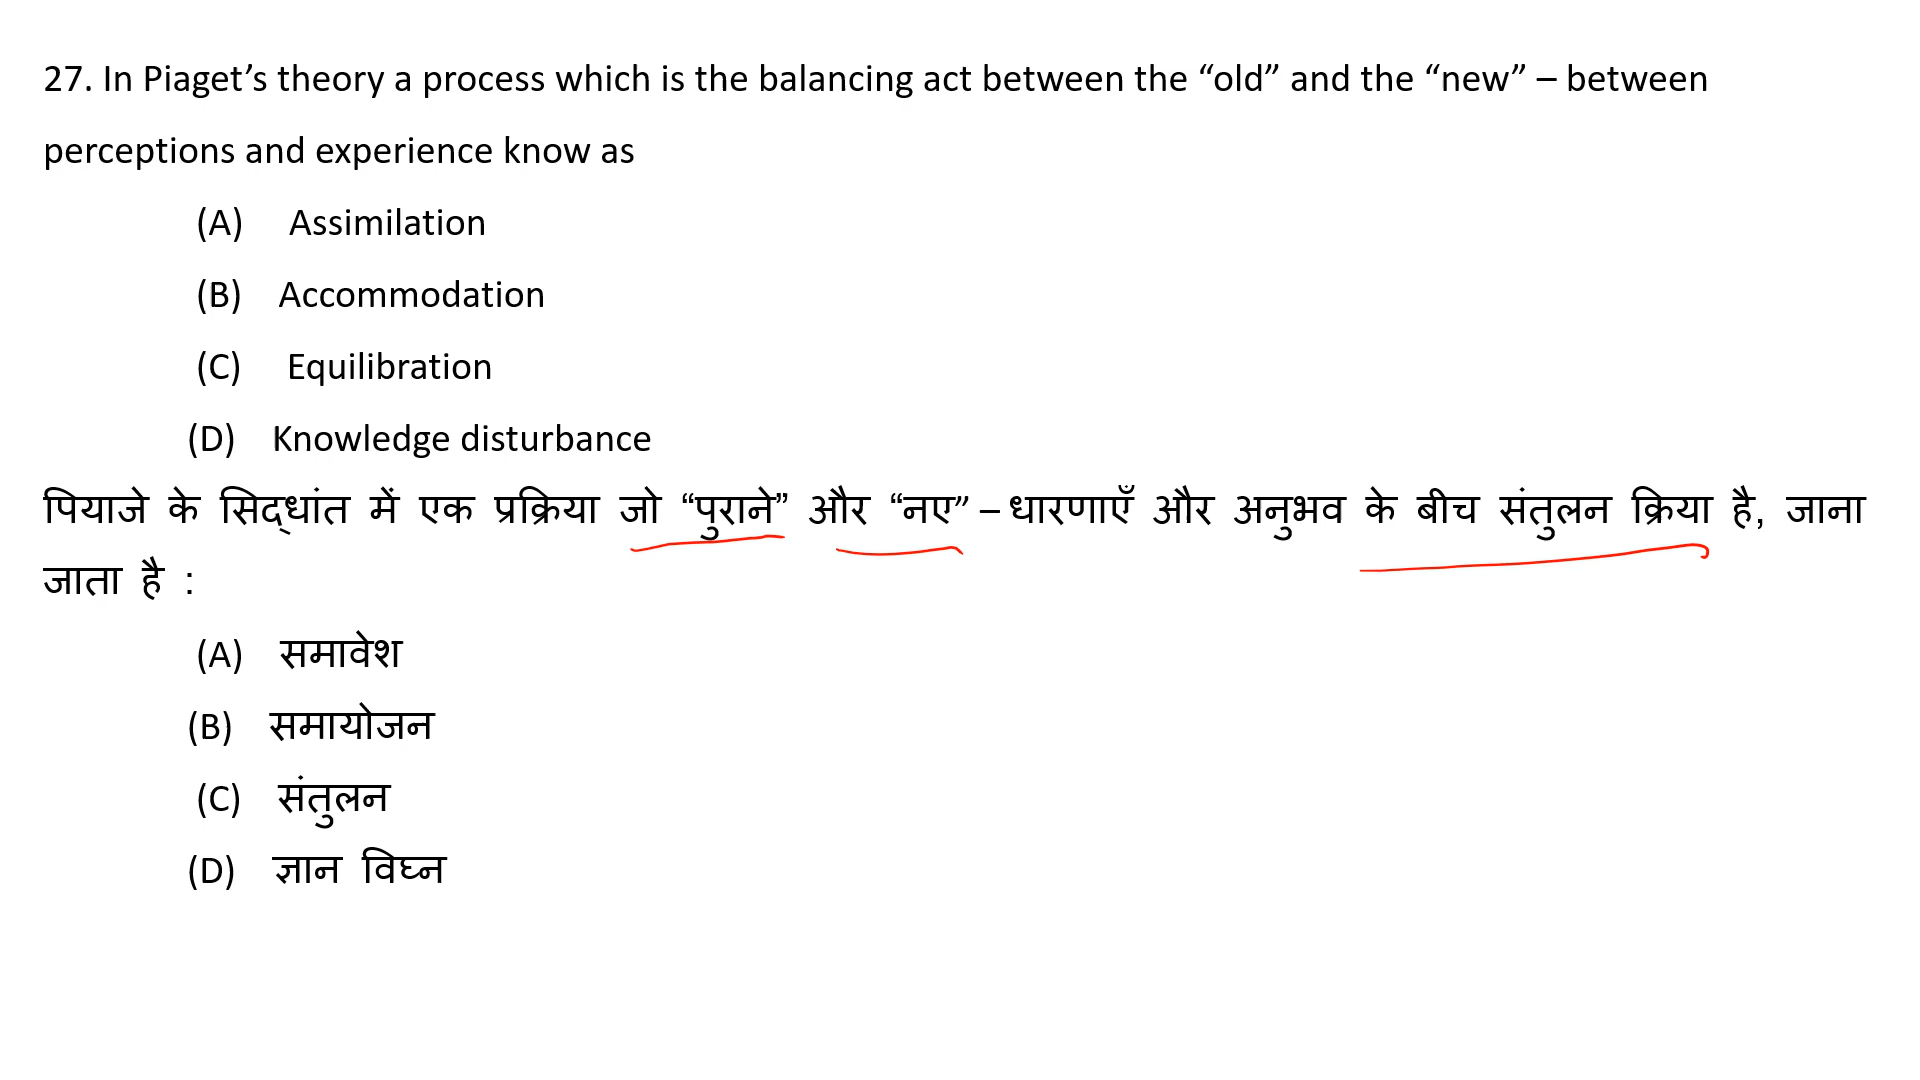 27. In Piaget’s theory a process which is the balancing act between the “old” and the “new” – between
perceptions and experience know as
(A) Assimilation
(B) Accommodation
(C) Equilibration
(D) Knowledge disturbance
पियाजे के सिद्धांत में एक प्रक्रिया जो “पुराने” और “नए” – धारणाएँ और अनुभव के बीच संतुलन क्रिया है, जाना
जाता है :
(A) समावेश
(B) समायोजन
(C) संतुलन
(D) ज्ञान विघ्न